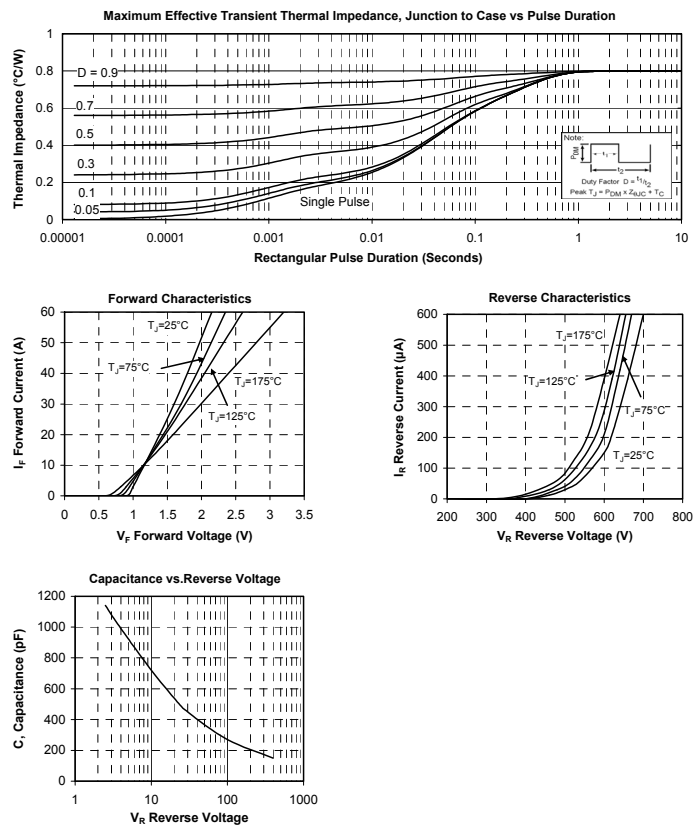 Maximum Effective Transient Thermal Impedance, Junction to Case vs Pulse Duration
Thermal Impedance (°C/W)
1
0.8
0.6
0.4
0.2
0
D = 0.9
0.7
0.5
0.3
0.1
0.05
Single Pulse
Note:
PDM
t1
t2
Duty Factor D = t1/t2
Peak TJ = PDM x ZθJC + TC
0.00001 0.0001 0.001 0.01 0.1 1 10
Rectangular Pulse Duration (Seconds)
Forward Characteristics
IF Forward Current (A)
60
50
40
30
20
10
0
TJ=25°C
TJ=75°C
TJ=175°C
TJ=125°C
0 0.5 1 1.5 2 2.5 3 3.5
VF Forward Voltage (V)
Reverse Characteristics
IR Reverse Current (µA)
600
500
400
300
200
100
0
TJ=175°C
TJ=125°C
TJ=75°C
TJ=25°C
200 300 400 500 600 700 800
VR Reverse Voltage (V)
Capacitance vs.Reverse Voltage
C, Capacitance (pF)
1200
1000
800
600
400
200
0
1 10 100 1000
VR Reverse Voltage